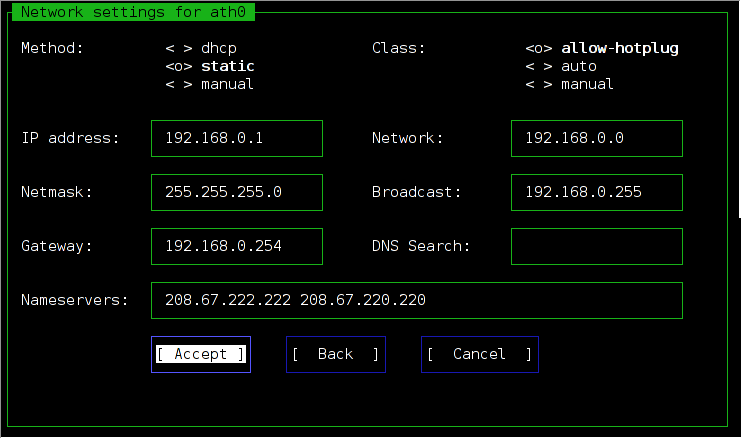 Network settings for ath0
Method: < > dhcp Class: <o> allow-hotplug
<o> static < > auto
< > manual < > manual
IP address: 192.168.0.1 Network: 192.168.0.0
Netmask: 255.255.255.0 Broadcast: 192.168.0.255
Gateway: 192.168.0.254 DNS Search:
Nameservers: 208.67.222.222 208.67.220.220
[ Accept ] [ Back ] [ Cancel ]